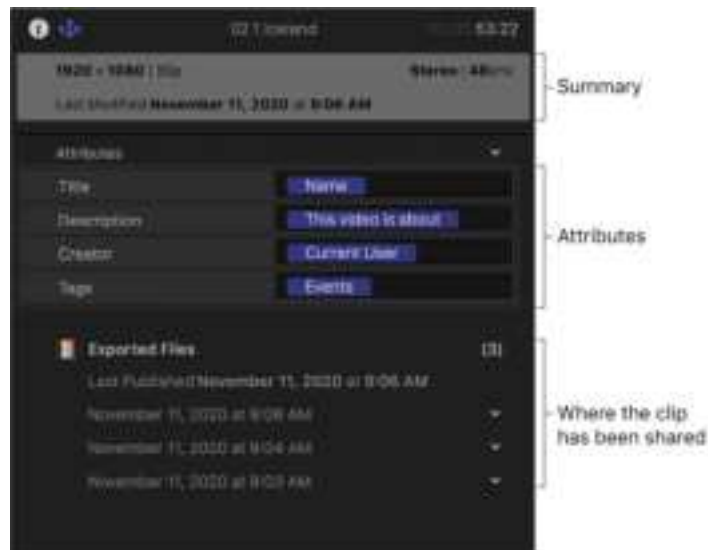 02 1 Iceland 53:27
1920 × 1080 Stereo 48kHz
Last Modified November 11, 2020 at 9:06 AM
Summary
Attributes
Title Name
Description This video is about
Creator Current User
Tags Events
Attributes
Exported Files (3)
Last Published November 11, 2020 at 9:06 AM
November 11, 2020 at 9:06 AM
November 11, 2020 at 9:04 AM
November 11, 2020 at 9:03 AM
Where the clip
has been shared